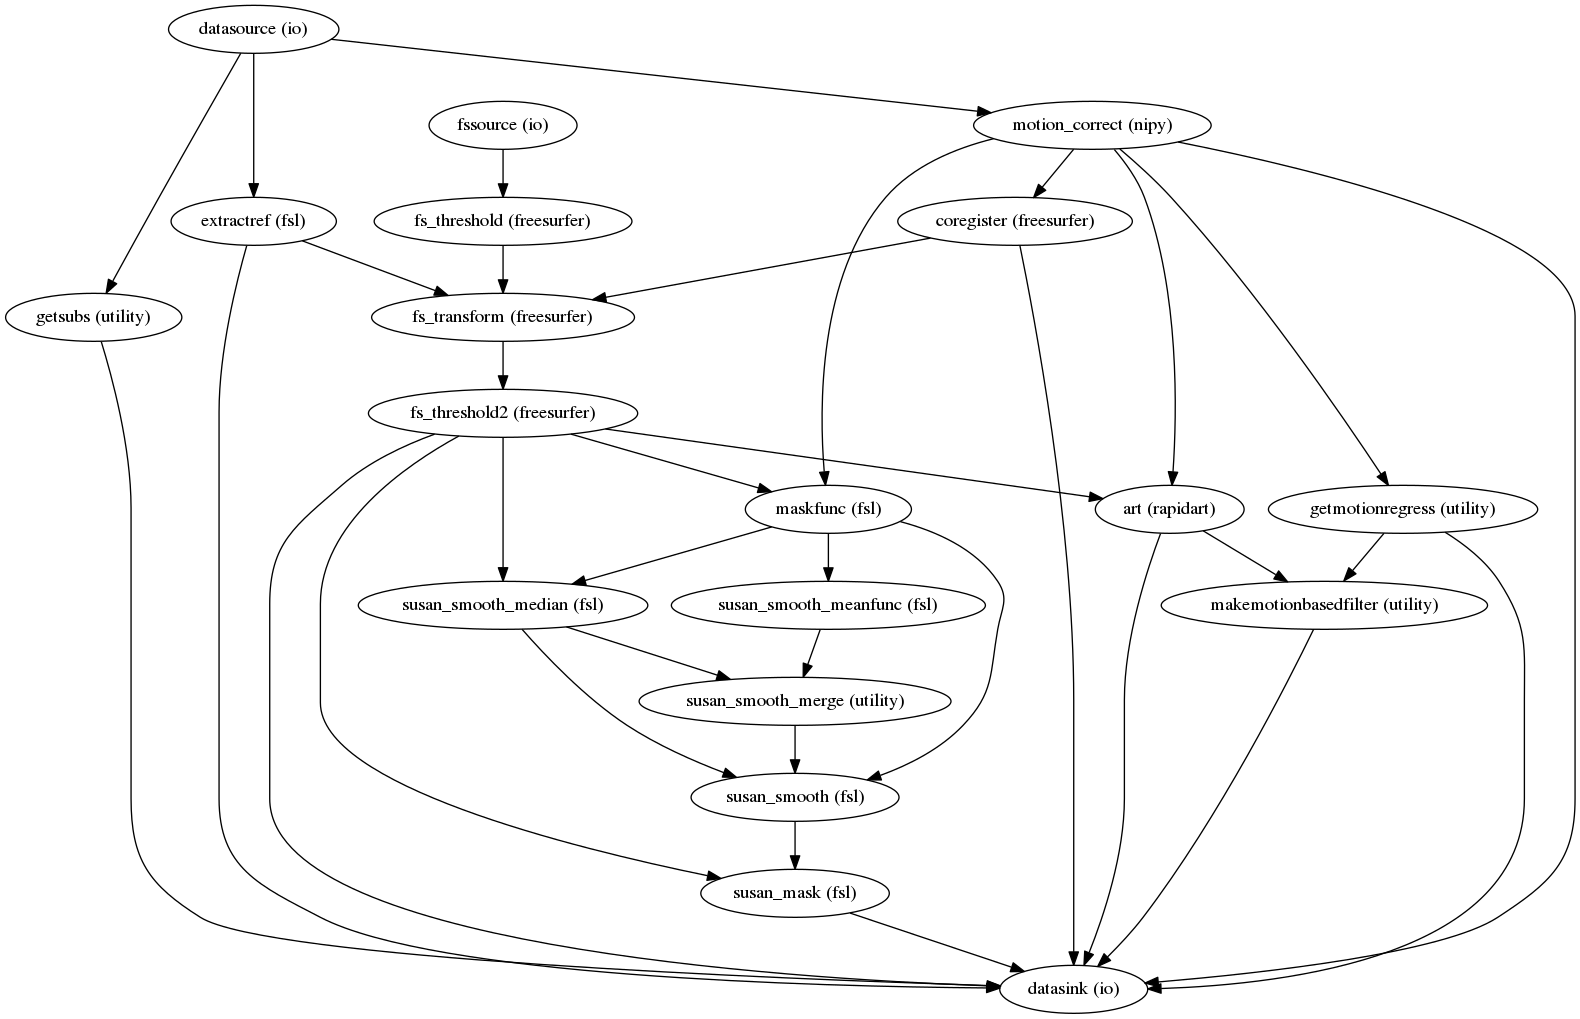 datasource (io)
fssource (io)
motion_correct (nipy)
extractref (fsl)
fs_threshold (freesurfer)
coregister (freesurfer)
getsubs (utility)
fs_transform (freesurfer)
fs_threshold2 (freesurfer)
maskfunc (fsl)
art (rapidart)
getmotionregress (utility)
susan_smooth_median (fsl)
susan_smooth_meanfunc (fsl)
makemotionbasedfilter (utility)
susan_smooth_merge (utility)
susan_smooth (fsl)
susan_mask (fsl)
datasink (io)